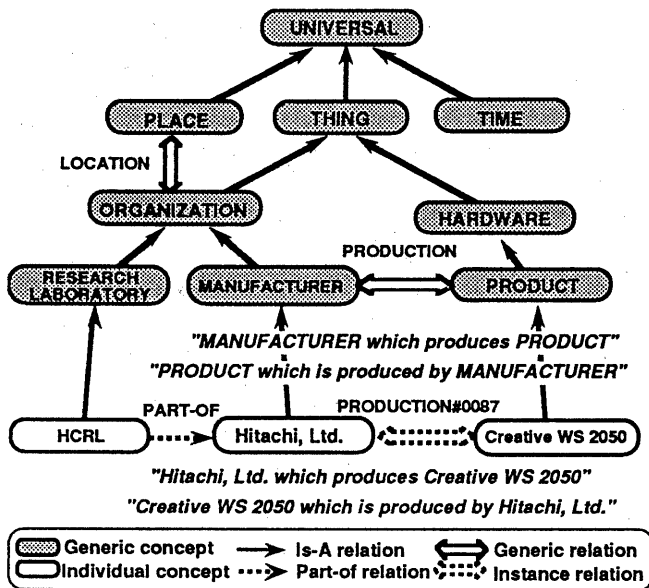 UNIVERSAL
PLACE
THING
TIME
LOCATION
ORGANIZATION
HARDWARE
PRODUCTION
RESEARCH
LABORATORY
MANUFACTURER
PRODUCT
"MANUFACTURER which produces PRODUCT"
"PRODUCT which is produced by MANUFACTURER"
PART-OF
PRODUCTION#0087
HCRL
Hitachi, Ltd.
Creative WS 2050
"Hitachi, Ltd. which produces Creative WS 2050"
"Creative WS 2050 which is produced by Hitachi, Ltd."
Generic concept
Is-A relation
Generic relation
Individual concept
Part-of relation
Instance relation